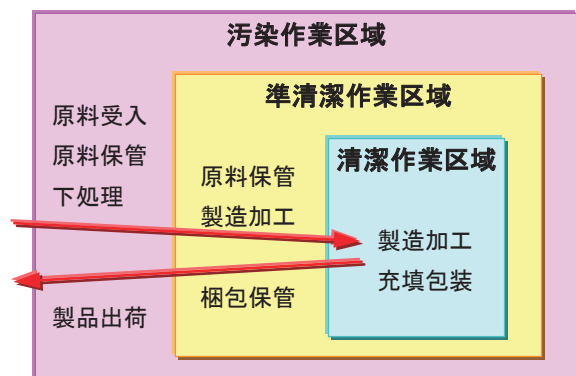 汚染作業区域
準清潔作業区域
清潔作業区域
原料受入
原料保管
下処理
原料保管
製造加工
製造加工
充填包装
梱包保管
製品出荷